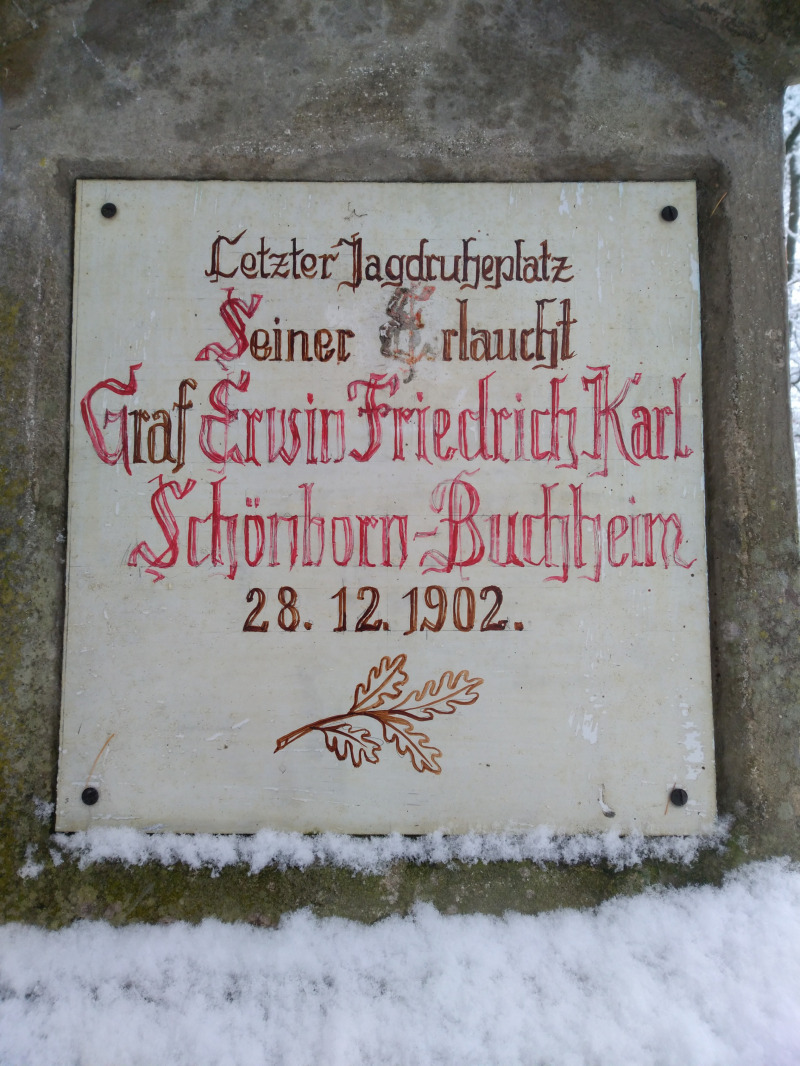 Letzter Jagdruheplatz
Seiner Erlaucht
Graf Erwin Friedrich Karl
Schönborn-Buchheim
28. 12. 1902.